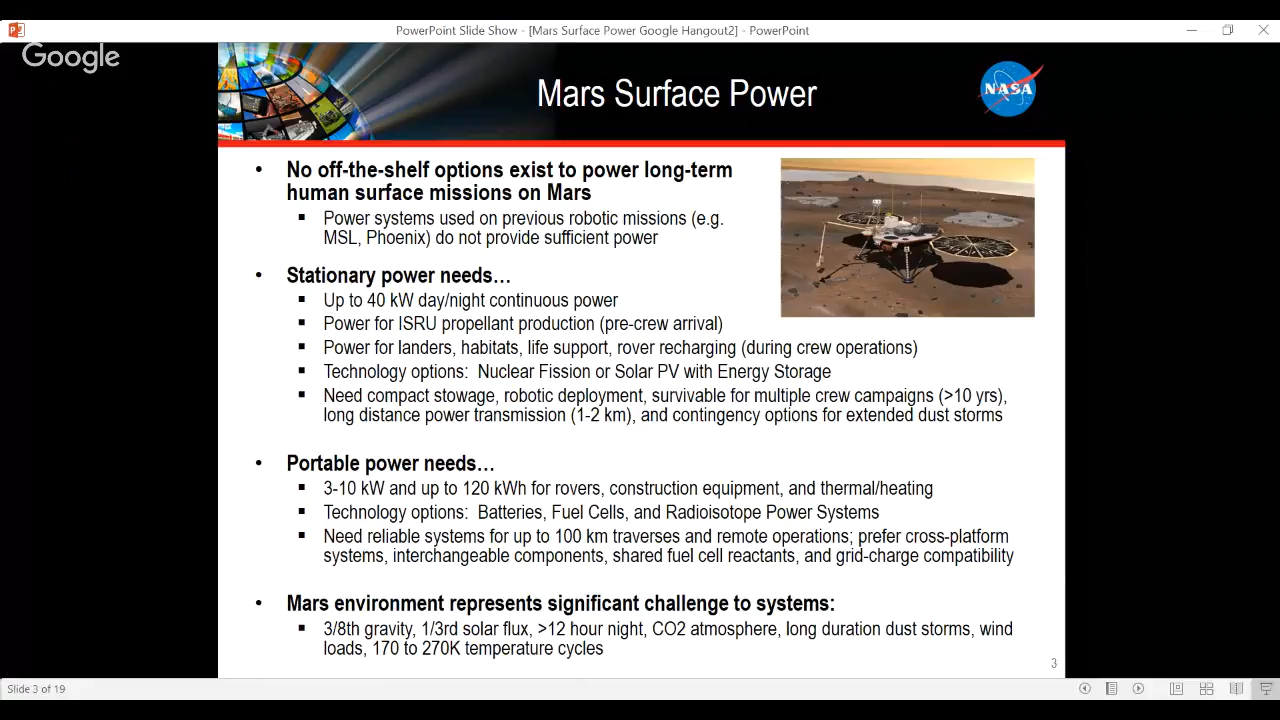 PowerPoint Slide Show - [Mars Surface Power Google Hangout2] - PowerPoint
Google
Mars Surface Power
NASA
• No off-the-shelf options exist to power long-term
human surface missions on Mars
▪ Power systems used on previous robotic missions (e.g.
MSL, Phoenix) do not provide sufficient power
• Stationary power needs…
▪ Up to 40 kW day/night continuous power
▪ Power for ISRU propellant production (pre-crew arrival)
▪ Power for landers, habitats, life support, rover recharging (during crew operations)
▪ Technology options: Nuclear Fission or Solar PV with Energy Storage
▪ Need compact stowage, robotic deployment, survivable for multiple crew campaigns (>10 yrs),
long distance power transmission (1-2 km), and contingency options for extended dust storms
• Portable power needs…
▪ 3-10 kW and up to 120 kWh for rovers, construction equipment, and thermal/heating
▪ Technology options: Batteries, Fuel Cells, and Radioisotope Power Systems
▪ Need reliable systems for up to 100 km traverses and remote operations; prefer cross-platform
systems, interchangeable components, shared fuel cell reactants, and grid-charge compatibility
• Mars environment represents significant challenge to systems:
▪ 3/8th gravity, 1/3rd solar flux, >12 hour night, CO2 atmosphere, long duration dust storms, wind
loads, 170 to 270K temperature cycles
3
Slide 3 of 19